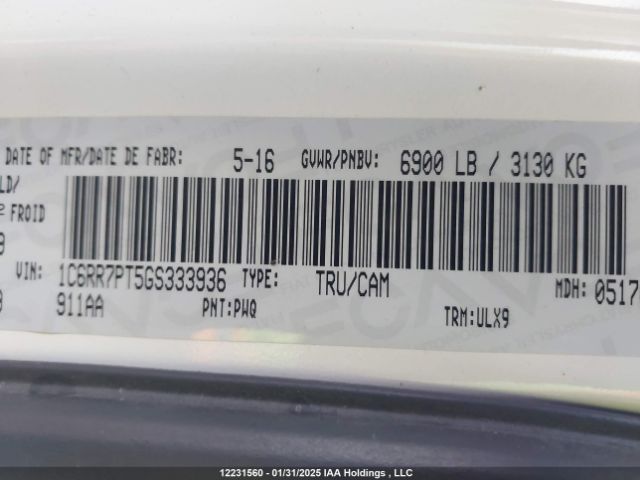 DATE OF MFR/DATE DE FABR: 5-16 GVWR/PNBV: 6900 LB / 3130 KG
LD/
FROID
9
VIN: 1C6RR7PT5GS333936 TYPE: TRU/CAM MDH: 0517
911AA PNT:PWQ TRM:ULX9
12231560 - 01/31/2025 IAA Holdings , LLC